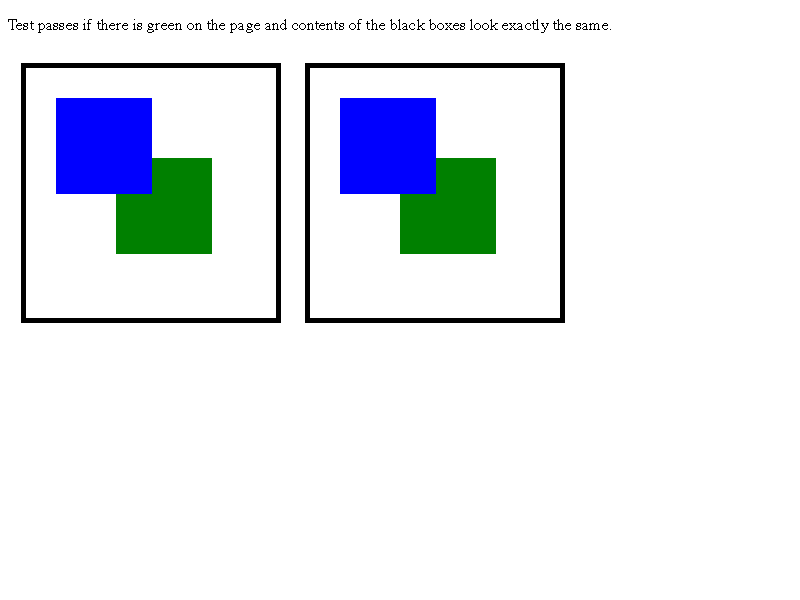 Test passes if there is green on the page and contents of the black boxes look exactly the same.